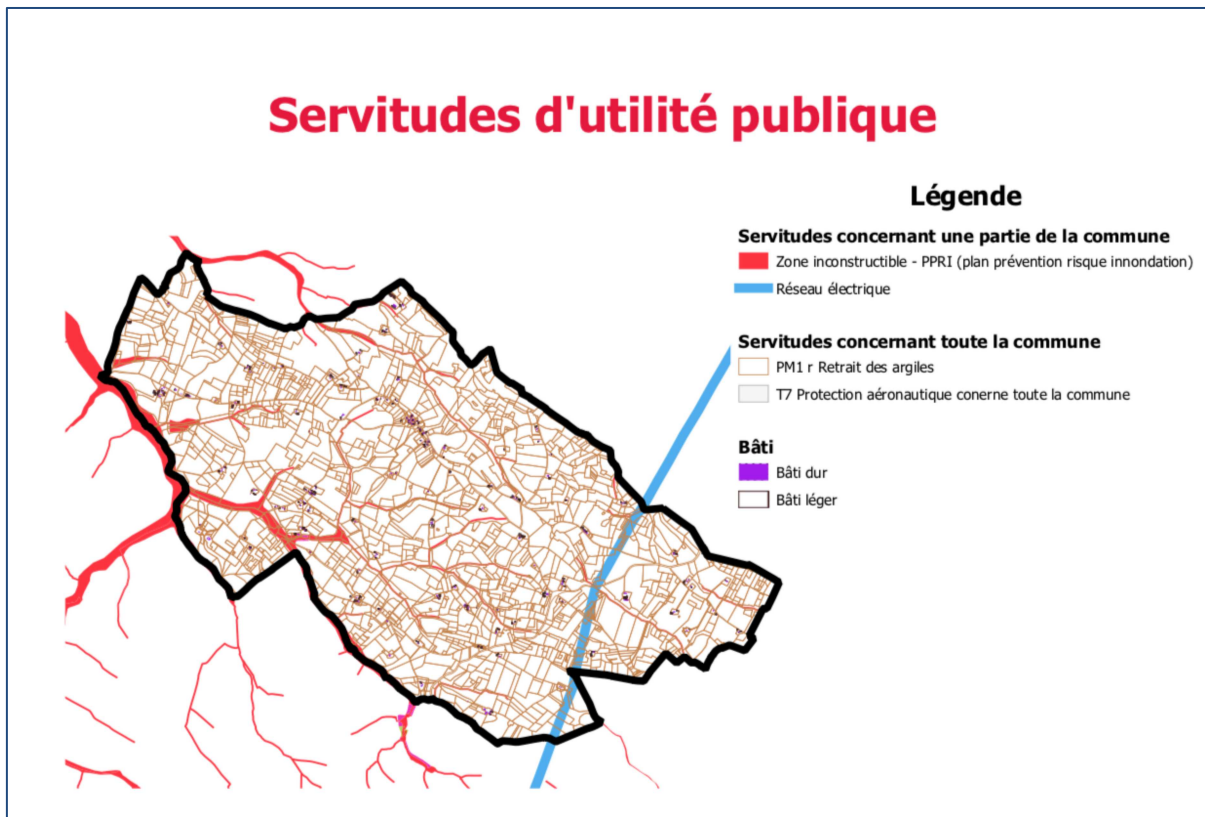 Servitudes d'utilité publique
Légende
Servitudes concernant une partie de la commune
Zone inconstructible - PPRI (plan prévention risque innondation)
Réseau électrique
Servitudes concernant toute la commune
PM1 r Retrait des argiles
T7 Protection aéronautique conerne toute la commune
Bâti
Bâti dur
Bâti léger